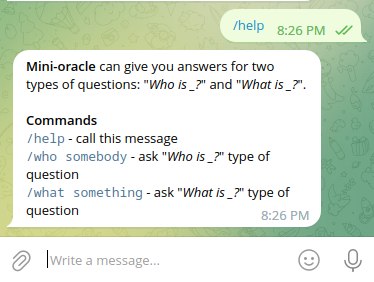 /help 8:26 PM
Mini-oracle can give you answers for two
types of questions: "Who is _?" and "What is _?".
Commands
/help - call this message
/who somebody - ask "Who is _?" type of
question
/what something - ask "What is _?" type of
question
8:26 PM
Write a message...